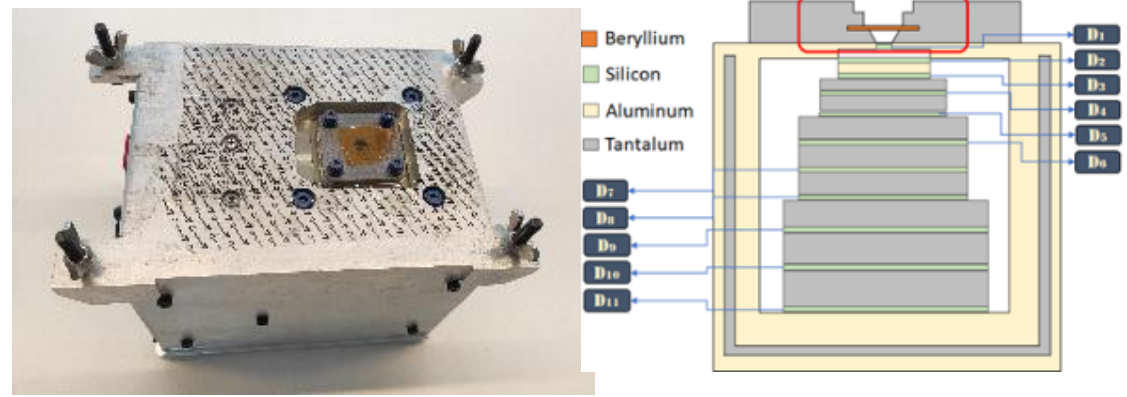 Beryllium
Silicon
Aluminum
Tantalum
D1
D2
D3
D4
D5
D6
D7
D8
D9
D10
D11